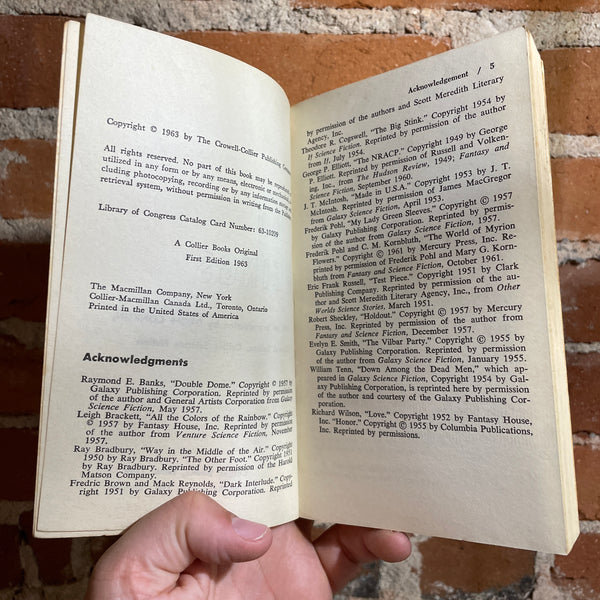 Copyright © 1963 by The Crowell-Collier Publishing
All rights reserved. No part of this book may be reproduced
utilized in any form or by any means, electronic or
cluding photocopying, recording or by any information
retrieval system, without permission in writing from the
Library of Congress Catalog Card Number: 63-10209
A Collier Books Original
First Edition 1963
The Macmillan Company, New York
Collier-Macmillan Canada Ltd., Toronto, Ontario
Printed in the United States of America
Acknowledgments
Raymond E. Banks, "Double Dome." Copyright © 1957 by
Galaxy Publishing Corporation. Reprinted by permission
of the author and General Artists Corporation from Galaxy
Science Fiction, May 1957.
Leigh Brackett, "All the Colors of the Rainbow." Copyright
© 1957 by Fantasy House, Inc. Reprinted by permission
of the author from Venture Science Fiction, November
1957.
Ray Bradbury, "Way in the Middle of the Air." Copyright
1950 by Ray Bradbury. "The Other Foot." Copyright 1951
by Ray Bradbury. Reprinted by permission of the Harold
Matson Company.
Fredric Brown and Mack Reynolds, "Dark Interlude." Copy-
right 1951 by Galaxy Publishing Corporation. Reprinted
Acknowledgement / 5
by permission of the authors and Scott Meredith Literary
Agency, Inc.
Theodore R. Cogswell, "The Big Stink." Copyright 1954 by
If Science Fiction. Reprinted by permission of the author
from If, July 1954.
George P. Elliott, "The NRACP." Copyright 1949 by George
P. Elliott. Reprinted by permission of Russell and Volken-
ing, Inc., from The Hudson Review, 1949; Fantasy and
Science Fiction, September 1960.
J. T. McIntosh, "Made in U.S.A." Copyright 1953 by J. T.
McIntosh. Reprinted by permission of James MacGregor
from Galaxy Science Fiction, April 1953.
Frederik Pohl, "My Lady Green Sleeves." Copyright © 1957
by Galaxy Publishing Corporation. Reprinted by permission
of the author from Galaxy Science Fiction, 1957.
Frederik Pohl and C. M. Kornbluth, "The World of Myrion
Flowers." Copyright © 1961 by Mercury Press, Inc. Re-
printed by permission of Frederik Pohl and Mary G. Korn-
bluth from Fantasy and Science Fiction, October 1961.
Eric Frank Russell, "Test Piece." Copyright 1951 by Clark
Publishing Company. Reprinted by permission of the au-
thor and Scott Meredith Literary Agency, Inc., from Other
Worlds Science Stories, March 1951.
Robert Sheckley, "Holdout." Copyright © 1957 by Mercury
Press, Inc. Reprinted by permission of the author from
Fantasy and Science Fiction, December 1957.
Evelyn E. Smith, "The Vilbar Party." Copyright © 1955 by
Galaxy Publishing Corporation. Reprinted by permission
of the author from Galaxy Science Fiction, January 1955.
William Tenn, "Down Among the Dead Men," which ap-
peared in Galaxy Science Fiction, Copyright 1954 by Gal-
axy Publishing Corporation, is reprinted here by permission
of the author and courtesy of the Galaxy Publishing Cor-
poration.
Richard Wilson, "Love." Copyright 1952 by Fantasy House,
Inc. "Honor." Copyright © 1955 by Columbia Publications,
Inc. Reprinted by permissions.